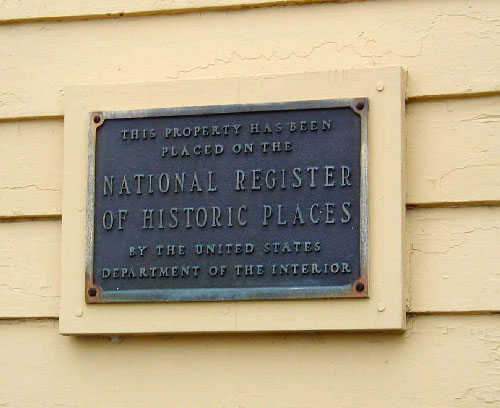 THIS PROPERTY HAS BEEN
PLACED ON THE
NATIONAL REGISTER
OF HISTORIC PLACES
BY THE UNITED STATES
DEPARTMENT OF THE INTERIOR